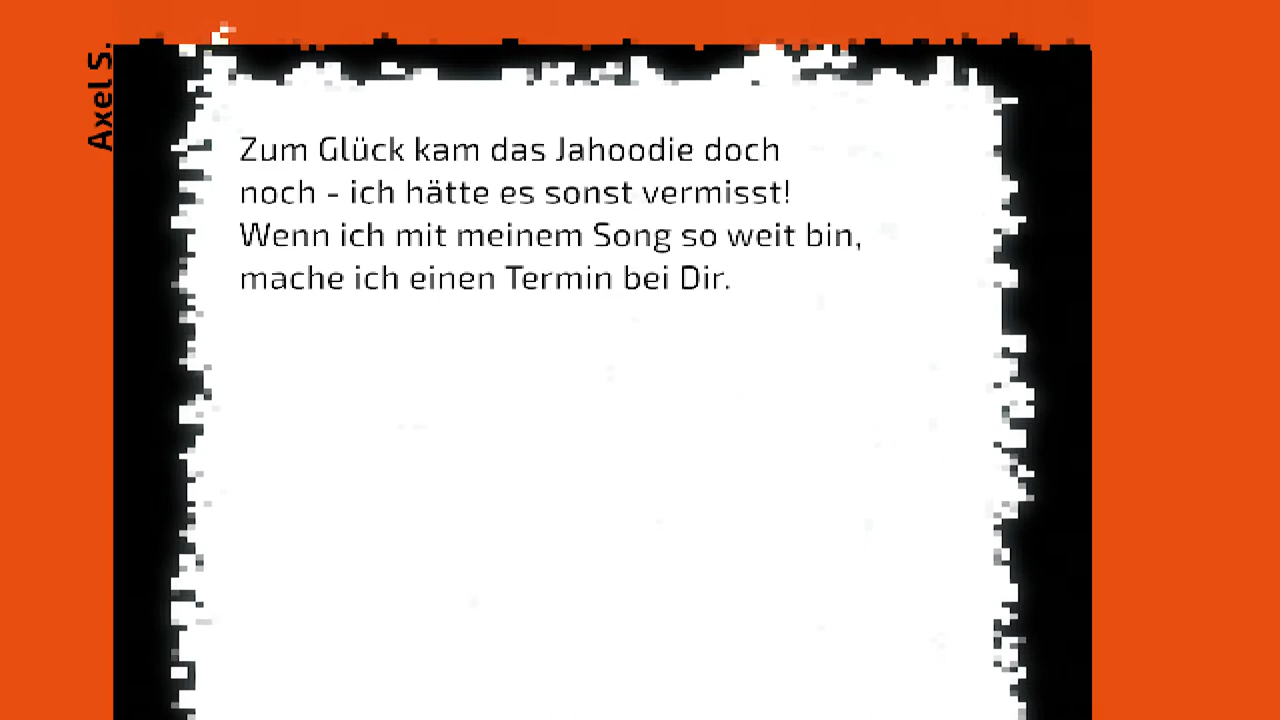 Axel S.
Zum Glück kam das Jahoodie doch
noch - ich hätte es sonst vermisst!
Wenn ich mit meinem Song so weit bin,
mache ich einen Termin bei Dir.